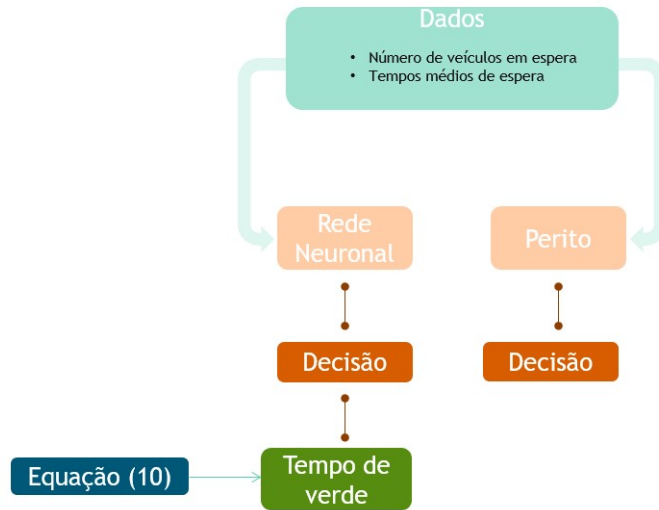 Dados
• Número de veículos em espera
• Tempos médios de espera
Rede
Neuronal
Perito
Decisão
Decisão
Equação (10)
Tempo de
verde